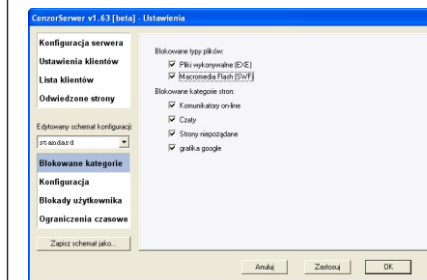 CenzorSerwer v1.63 [beta] - Ustawienia
Konfiguracja serwera
Ustawienia klientów
Lista klientów
Odwiedzone strony
Edytowany schemat konfiguracji:
standard
Blokowane kategorie
Konfiguracja
Blokady użytkownika
Ograniczenia czasowe
Zapisz schemat jako...
Blokowane typy plików:
Pliki wykonywalne (EXE)
Macromedia Flash (SWF)
Blokowane kategorie stron:
Komunikatory on-line
Czaty
Strony niepożądane
grafika google
Anuluj
Zastosuj
OK